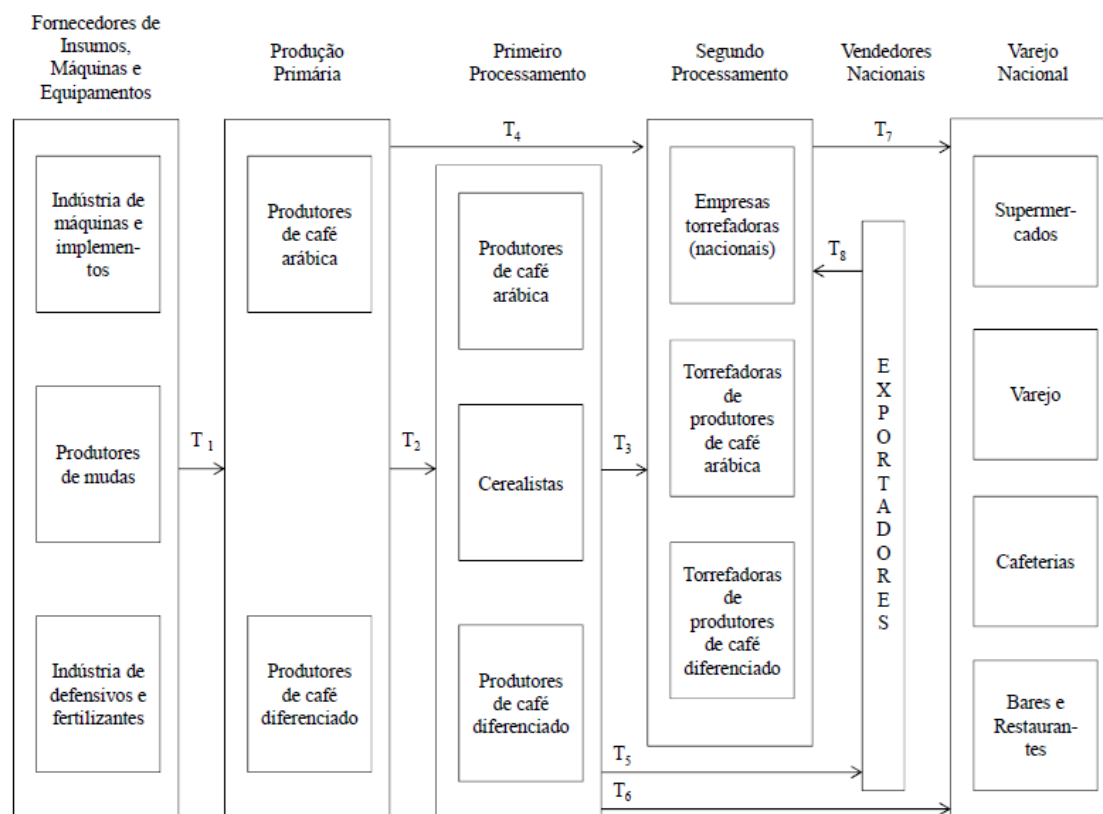 Fornecedores de
Insumos,
Máquinas e
Equipamentos
Produção
Primária
Primeiro
Processamento
Segundo
Processamento
Vendedores
Nacionais
Varejo
Nacional
Indústria de
máquinas e
implemen-
tos
Produtores
de mudas
Indústria de
defensivos e
fertilizantes
T1
Produtores
de café
arábica
Produtores
de café
diferenciado
T4
T2
Produtores
de café
arábica
Cerealistas
Produtores
de café
diferenciado
T3
T5
T6
Empresas
torrefadoras
(nacionais)
Torrefadoras
de
produtores
de café
arábica
Torrefadoras
de
produtores
de café
diferenciado
T7
T8
EXPORTADORES
Supermer-
cados
Varejo
Cafeterias
Bares e
Restauran-
tes